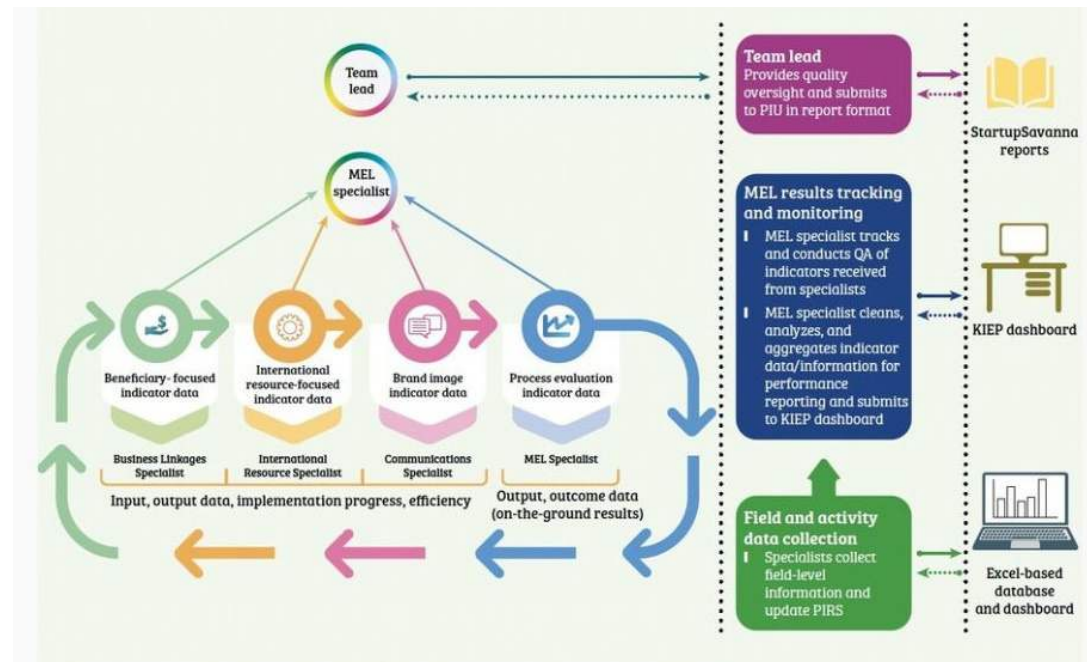 Team
lead
MEL
specialist
Beneficiary- focused
indicator data
International
resource-focused
indicator data
Brand image
indicator data
Process evaluation
indicator data
Business Linkages
Specialist
International
Resource Specialist
Communications
Specialist
MEL Specialist
Input, output data, implementation progress, efficiency
Output, outcome data
(on-the-ground results)
Team lead
Provides quality
oversight and submits
to PIU in report format
MEL results tracking
and monitoring
MEL specialist tracks
and conducts QA of
indicators received
from specialists
MEL specialist cleans,
analyzes, and
aggregates indicator
data/information for
performance
reporting and submits
to KIEP dashboard
Field and activity
data collection
Specialists collect
field-level
information and
update PIRS
StartupSavanna
reports
KIEP dashboard
Excel-based
database
and dashboard